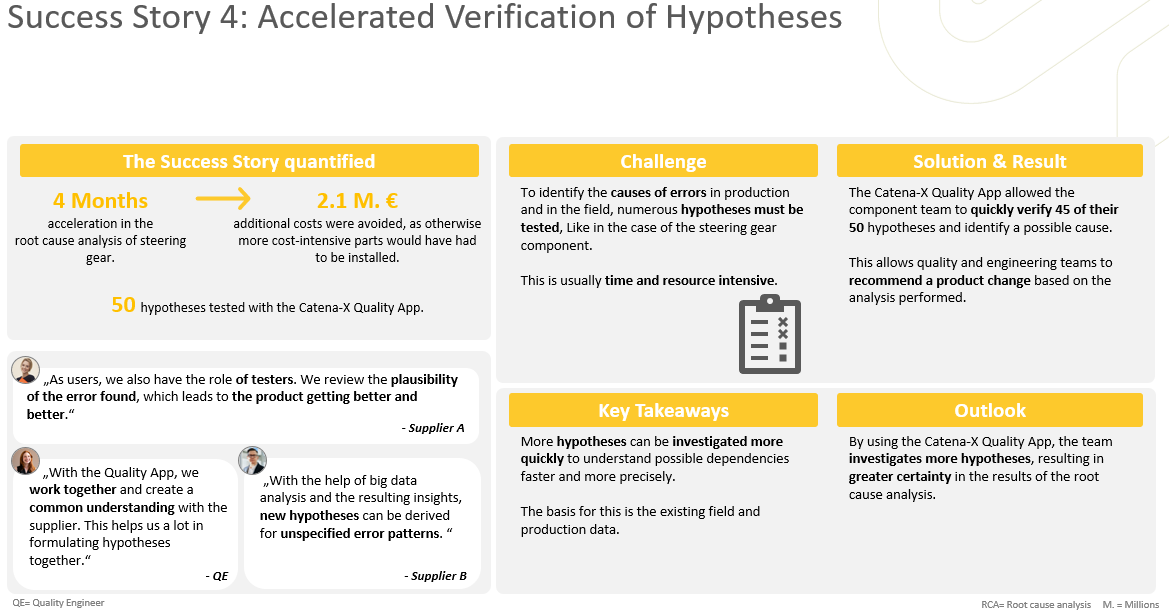 Success Story 4: Accelerated Verification of Hypotheses
The Success Story quantified
4 Months
acceleration in the
root cause analysis of steering
gear.
2.1 M. €
additional costs were avoided, as otherwise
more cost-intensive parts would have had
to be installed.
50 hypotheses tested with the Catena-X Quality App.
„As users, we also have the role of testers. We review the plausibility
of the error found, which leads to the product getting better and
better.“
- Supplier A
„With the Quality App, we
work together and create a
common understanding with the
supplier. This helps us a lot in
formulating hypotheses
together.“
- QE
„With the help of big data
analysis and the resulting insights,
new hypotheses can be derived
for unspecified error patterns. “
- Supplier B
Challenge
To identify the causes of errors in production
and in the field, numerous hypotheses must be
tested, Like in the case of the steering gear
component.
This is usually time and resource intensive.
Solution & Result
The Catena-X Quality App allowed the
component team to quickly verify 45 of their
50 hypotheses and identify a possible cause.
This allows quality and engineering teams to
recommend a product change based on the
analysis performed.
Key Takeaways
More hypotheses can be investigated more
quickly to understand possible dependencies
faster and more precisely.
The basis for this is the existing field and
production data.
Outlook
By using the Catena-X Quality App, the team
investigates more hypotheses, resulting in
greater certainty in the results of the root
cause analysis.
QE= Quality Engineer
RCA= Root cause analysis M. = Millions